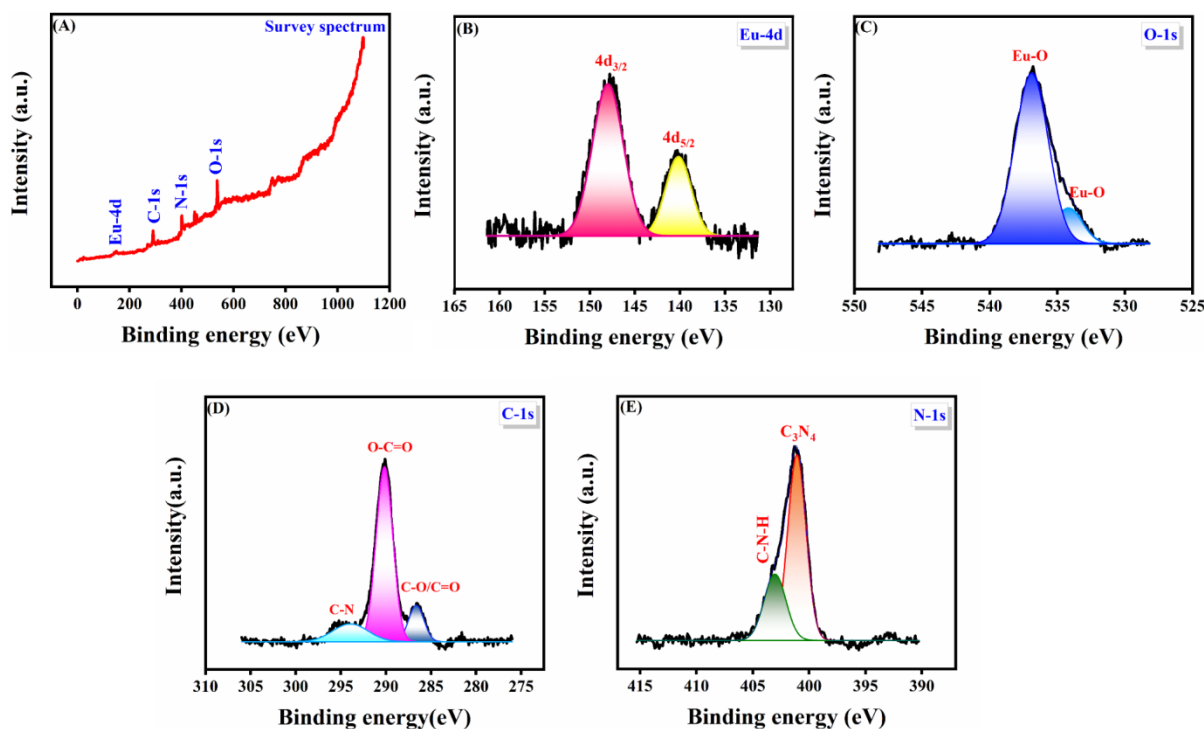 (A)
Survey spectrum
Intensity (a.u.)
Eu-4d
C-1s
N-1s
O-1s
0 200 400 600 800 1000 1200
Binding energy (eV)
(B)
Eu-4d
Intensity (a.u.)
4d3/2
4d5/2
165 160 155 150 145 140 135 130
Binding energy (eV)
(C)
O-1s
Intensity (a.u.)
Eu-O
Eu-O
550 545 540 535 530 525
Binding energy (eV)
(D)
C-1s
Intensity(a.u.)
O-C=O
C-O/C=O
C-N
310 305 300 295 290 285 280 275
Binding energy(eV)
(E)
N-1s
Intensity (a.u.)
C3N4
C-N-H
415 410 405 400 395 390
Binding energy (eV)